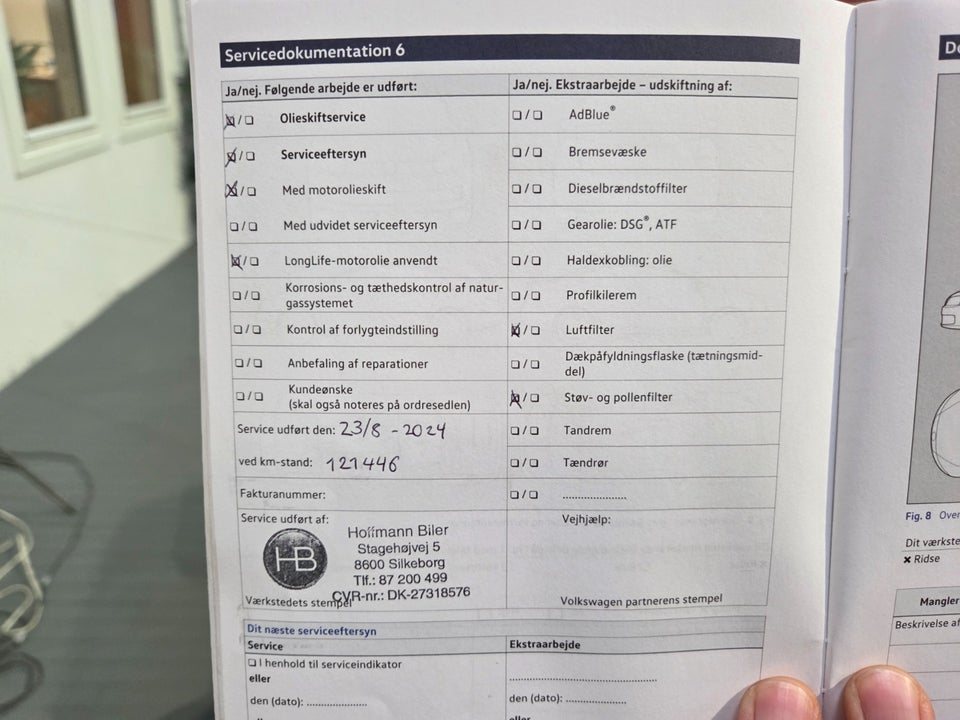 Servicedokumentation 6
Ja/nej. Følgende arbejde er udført:
☒ / ☐ Olieskiftservice
☒ / ☐ Serviceeftersyn
☒ / ☐ Med motorolieskift
☐ / ☐ Med udvidet serviceeftersyn
☒ / ☐ LongLife-motorolie anvendt
☐ / ☐ Korrosions- og tæthedskontrol af natur-
gassystemet
☐ / ☐ Kontrol af forlygteindstilling
☐ / ☐ Anbefaling af reparationer
☐ / ☐ Kundeønske
(skal også noteres på ordresedlen)
Service udført den: 23/8 - 2024
ved km-stand: 121446
Fakturanummer:
Service udført af:
HB
Hoffmann Biler
Stagehøjvej 5
8600 Silkeborg
Tlf.: 87 200 499
CVR-nr.: DK-27318576
Værkstedets stempel
Ja/nej. Ekstraarbejde – udskiftning af:
☐ / ☐ AdBlue®
☐ / ☐ Bremsevæske
☐ / ☐ Dieselbrændstoffilter
☐ / ☐ Gearolie: DSG®, ATF
☐ / ☐ Haldexkobling: olie
☐ / ☐ Profilkilerem
☒ / ☐ Luftfilter
☐ / ☐ Dækpåfyldningsflaske (tætningsmid-
del)
☒ / ☐ Støv- og pollenfilter
☐ / ☐ Tandrem
☐ / ☐ Tændrør
☐ / ☐ .....................
Vejhjælp:
Volkswagen partnerens stempel
Dit næste serviceeftersyn
Service
☐ I henhold til serviceindikator
eller
den (dato): ....................
Ekstraarbejde
.................................................
den (dato): ....................
eller
Fig. 8 Over
Dit værkste
✖ Ridse
Mangler
Beskrivelse af